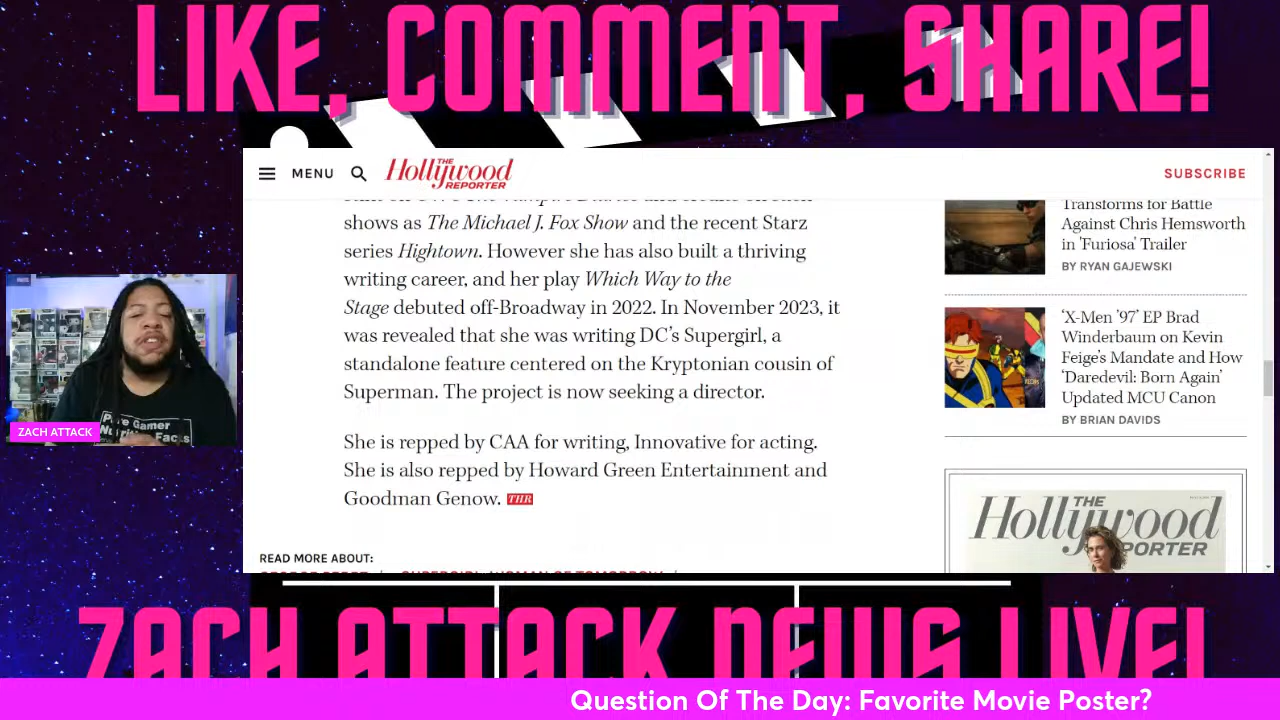 LIKE, COMMENT, SHARE!
MENU
THE
Hollywood
REPORTER
SUBSCRIBE
shows as The Michael J. Fox Show and the recent Starz
series Hightown. However she has also built a thriving
writing career, and her play Which Way to the
Stage debuted off-Broadway in 2022. In November 2023, it
was revealed that she was writing DC’s Supergirl, a
standalone feature centered on the Kryptonian cousin of
Superman. The project is now seeking a director.
She is repped by CAA for writing, Innovative for acting.
She is also repped by Howard Green Entertainment and
Goodman Genow. THR
READ MORE ABOUT:
Transforms for Battle
Against Chris Hemsworth
in ‘Furiosa’ Trailer
BY RYAN GAJEWSKI
‘X-Men ’97’ EP Brad
Winderbaum on Kevin
Feige’s Mandate and How
‘Daredevil: Born Again’
Updated MCU Canon
BY BRIAN DAVIDS
THE
Hollywood
REPORTER
Pure Gamer
Nutrition Facts
ZACH ATTACK
ZACH ATTACK NEWS LIVE!
Question Of The Day: Favorite Movie Poster?